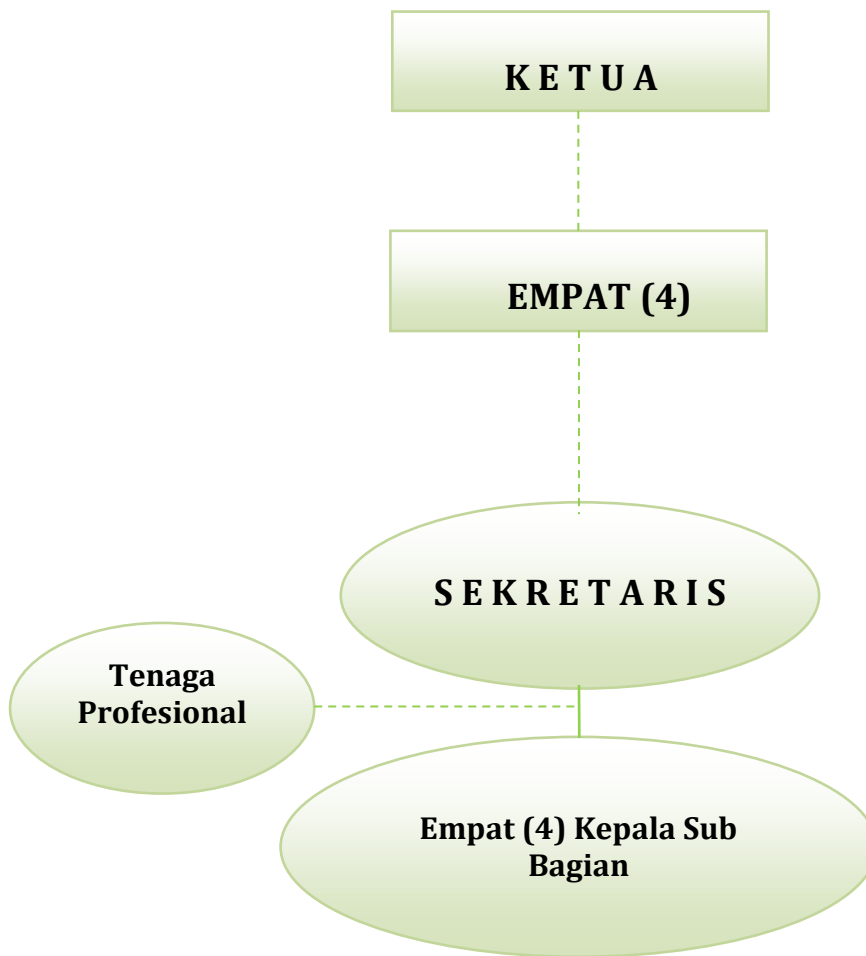 K E T U A
EMPAT (4)
S E K R E T A R I S
Tenaga
Profesional
Empat (4) Kepala Sub
Bagian